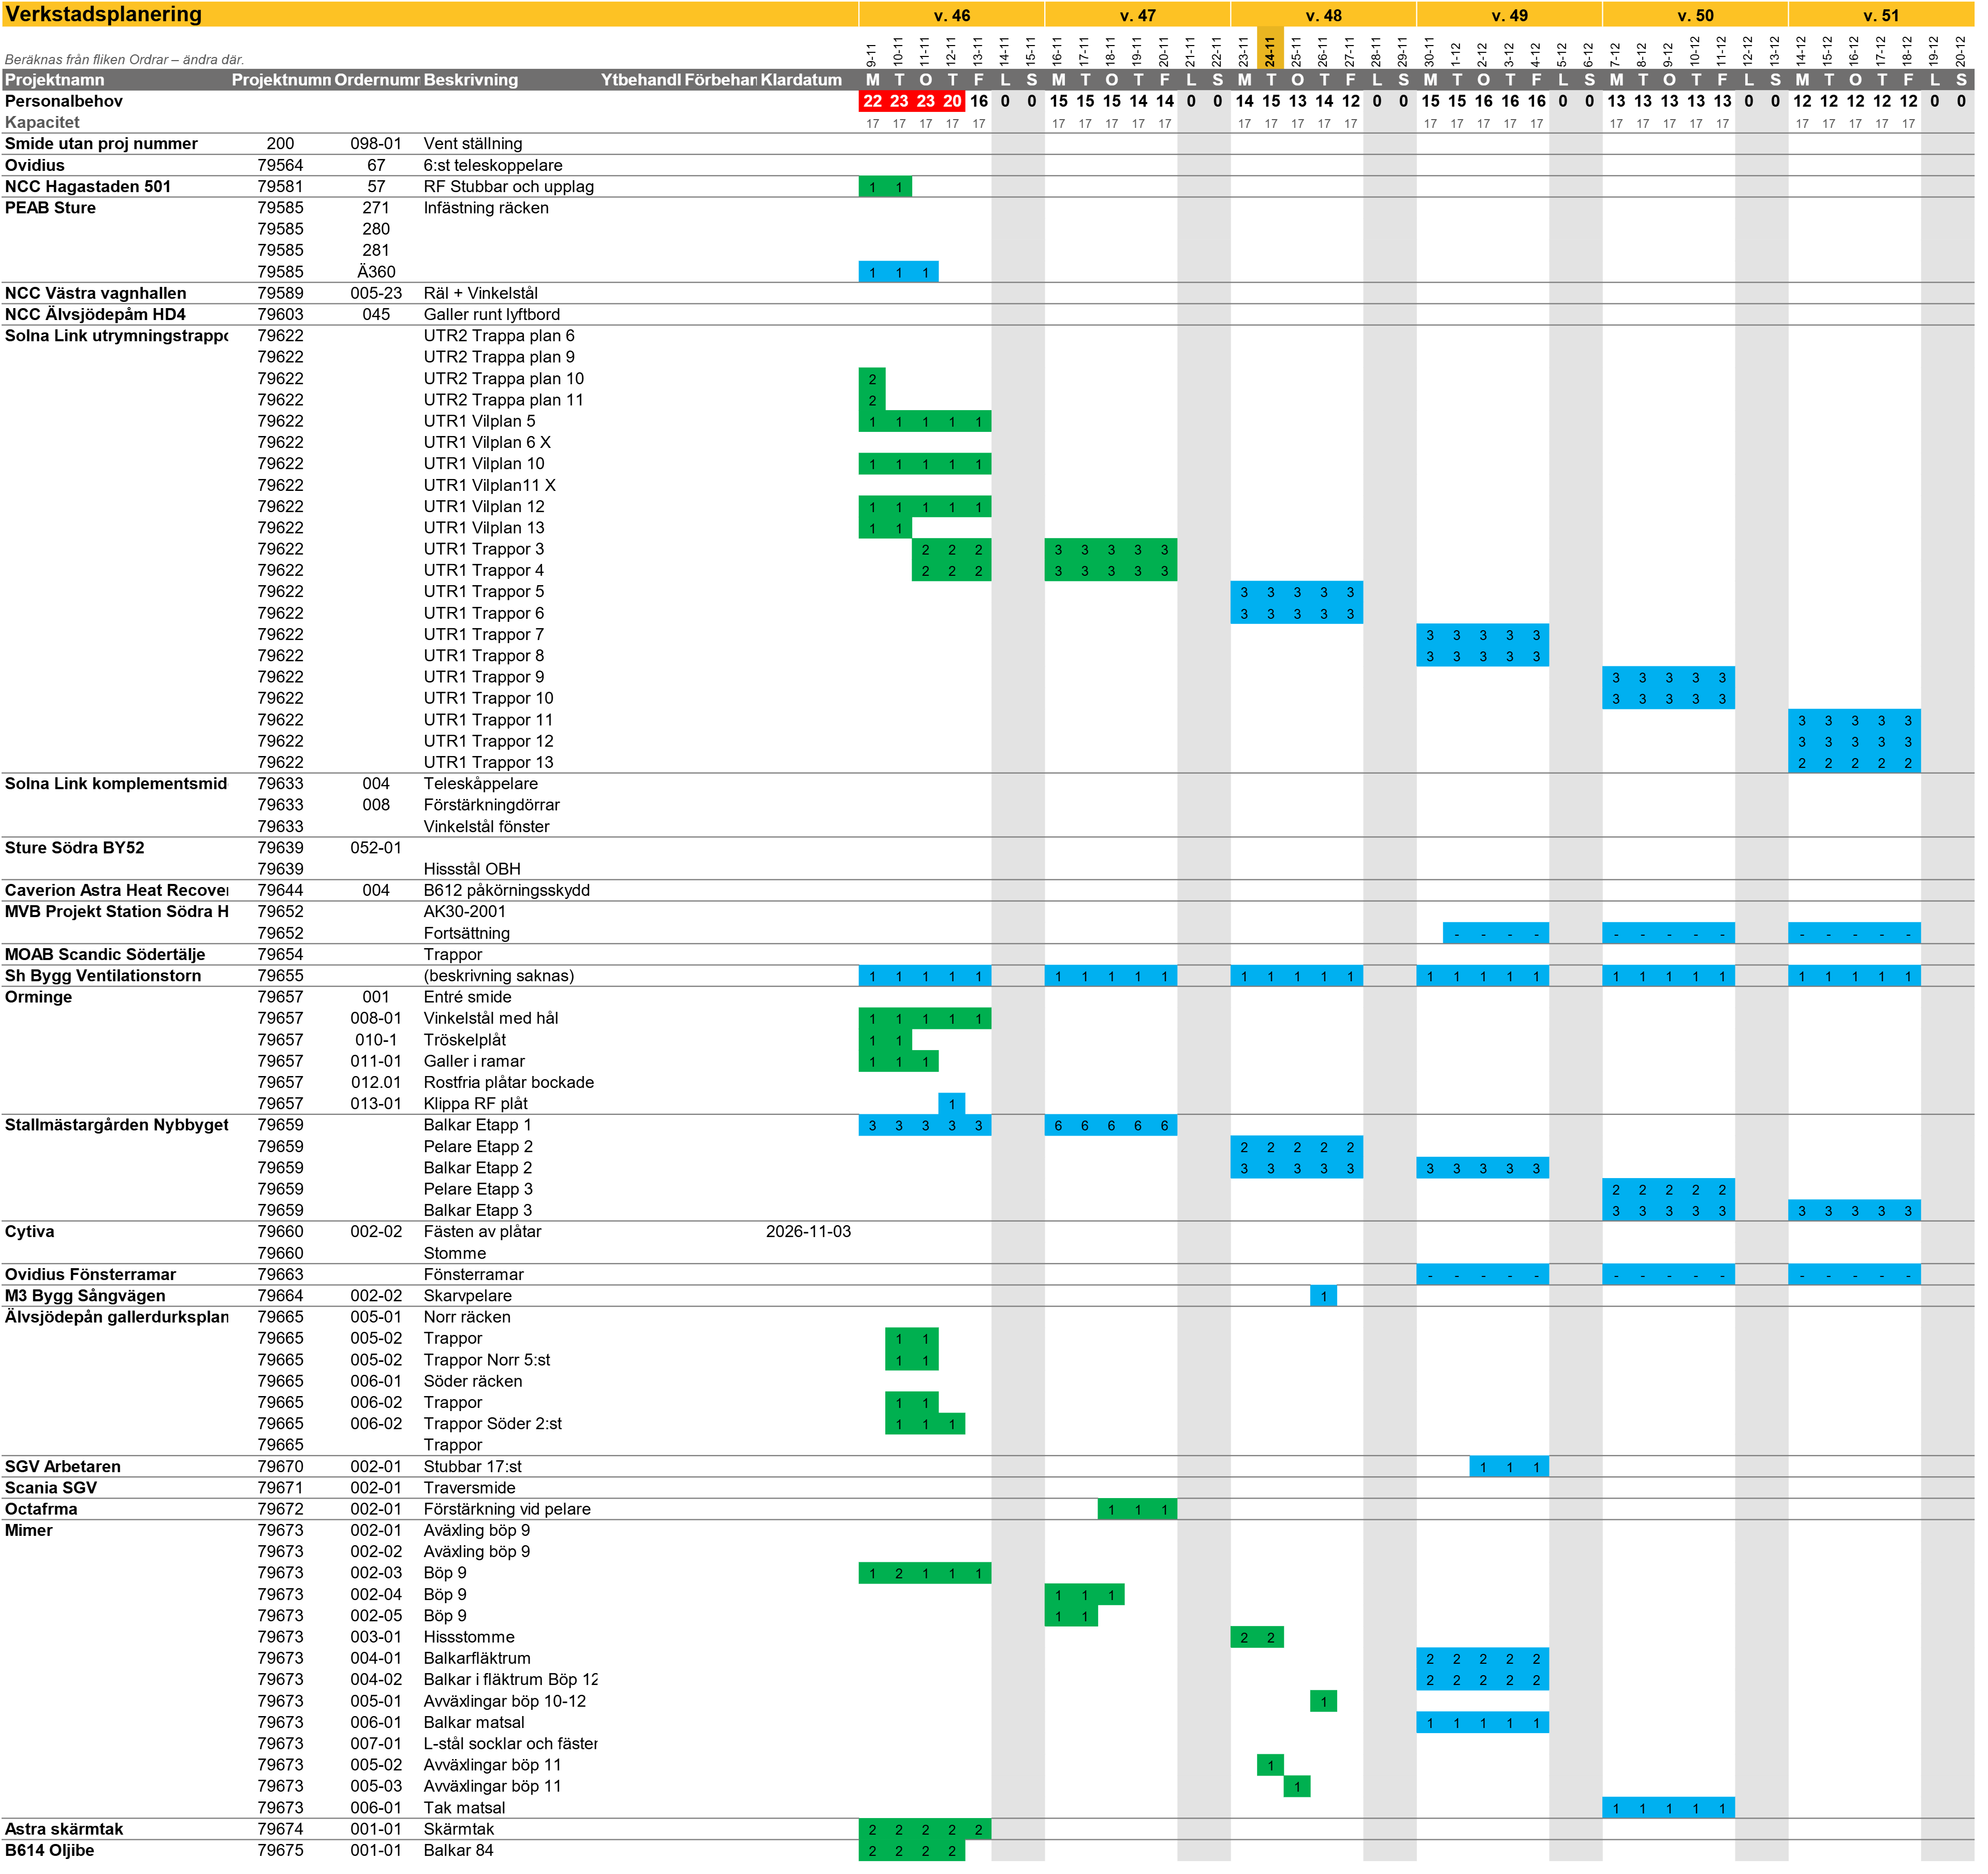 Verkstadsplanering v. 46 v. 47 v. 48 v. 49 v. 50 v. 51
Beräknas från fliken Ordrar – ändra där. 9-11 10-11 11-11 12-11 13-11 14-11 15-11 16-11 17-11 18-11 19-11 20-11 21-11 22-11 23-11 24-11 25-11 26-11 27-11 28-11 29-11 30-11 1-12 2-12 3-12 4-12 5-12 6-12 7-12 8-12 9-12 10-12 11-12 12-12 13-12 14-12 15-12 16-12 17-12 18-12 19-12 20-12
Projektnamn Projektnumn Ordernumr Beskrivning Ytbehandl Förbehan Klardatum M T O T F L S M T O T F L S M T O T F L S M T O T F L S M T O T F L S M T O T F L S
Personalbehov 22 23 23 20 16 0 0 15 15 15 14 14 0 0 14 15 13 14 12 0 0 15 15 16 16 16 0 0 13 13 13 13 13 0 0 12 12 12 12 12 0 0
Kapacitet 17 17 17 17 17 17 17 17 17 17 17 17 17 17 17 17 17 17 17 17 17 17 17 17 17 17 17 17 17 17
Smide utan proj nummer 200 098-01 Vent ställning
Ovidius 79564 67 6:st teleskoppelare
NCC Hagastaden 501 79581 57 RF Stubbar och upplag 1 1
PEAB Sture 79585 271 Infästning räcken
79585 280
79585 281
79585 Ä360 1 1 1
NCC Västra vagnhallen 79589 005-23 Räl + Vinkelstål
NCC Älvsjödepåm HD4 79603 045 Galler runt lyftbord
Solna Link utrymningstrappo 79622 UTR2 Trappa plan 6
79622 UTR2 Trappa plan 9
79622 UTR2 Trappa plan 10 2
79622 UTR2 Trappa plan 11 2
79622 UTR1 Vilplan 5 1 1 1 1 1
79622 UTR1 Vilplan 6 X
79622 UTR1 Vilplan 10 1 1 1 1 1
79622 UTR1 Vilplan11 X
79622 UTR1 Vilplan 12 1 1 1 1 1
79622 UTR1 Vilplan 13 1 1
79622 UTR1 Trappor 3 2 2 2 3 3 3 3 3
79622 UTR1 Trappor 4 2 2 2 3 3 3 3 3
79622 UTR1 Trappor 5 3 3 3 3 3
79622 UTR1 Trappor 6 3 3 3 3 3
79622 UTR1 Trappor 7 3 3 3 3 3
79622 UTR1 Trappor 8 3 3 3 3 3
79622 UTR1 Trappor 9 3 3 3 3 3
79622 UTR1 Trappor 10 3 3 3 3 3
79622 UTR1 Trappor 11 3 3 3 3 3
79622 UTR1 Trappor 12 3 3 3 3 3
79622 UTR1 Trappor 13 2 2 2 2 2
Solna Link komplementsmid 79633 004 Teleskåppelare
79633 008 Förstärkningdörrar
79633 Vinkelstål fönster
Sture Södra BY52 79639 052-01
79639 Hissstål OBH
Caverion Astra Heat Recover 79644 004 B612 påkörningsskydd
MVB Projekt Station Södra H 79652 AK30-2001
79652 Fortsättning - - - - - - - - - - - - - -
MOAB Scandic Södertälje 79654 Trappor
Sh Bygg Ventilationstorn 79655 (beskrivning saknas) 1 1 1 1 1 1 1 1 1 1 1 1 1 1 1 1 1 1 1 1 1 1 1 1 1 1 1 1 1 1
Orminge 79657 001 Entré smide
79657 008-01 Vinkelstål med hål 1 1 1 1 1
79657 010-1 Tröskelplåt 1 1
79657 011-01 Galler i ramar 1 1 1
79657 012.01 Rostfria plåtar bockade
79657 013-01 Klippa RF plåt 1
Stallmästargården Nybbyget 79659 Balkar Etapp 1 3 3 3 3 3 6 6 6 6 6
79659 Pelare Etapp 2 2 2 2 2 2
79659 Balkar Etapp 2 3 3 3 3 3 3 3 3 3 3
79659 Pelare Etapp 3 2 2 2 2 2
79659 Balkar Etapp 3 3 3 3 3 3 3 3 3 3 3
Cytiva 79660 002-02 Fästen av plåtar 2026-11-03
79660 Stomme
Ovidius Fönsterramar 79663 Fönsterramar - - - - - - - - - - - - - - -
M3 Bygg Sångvägen 79664 002-02 Skarvpelare 1
Älvsjödepån gallerdurksplan 79665 005-01 Norr räcken
79665 005-02 Trappor 1 1
79665 005-02 Trappor Norr 5:st 1 1
79665 006-01 Söder räcken
79665 006-02 Trappor 1 1
79665 006-02 Trappor Söder 2:st 1 1 1
79665 Trappor
SGV Arbetaren 79670 002-01 Stubbar 17:st 1 1 1
Scania SGV 79671 002-01 Traversmide
Octafrma 79672 002-01 Förstärkning vid pelare 1 1 1
Mimer 79673 002-01 Aväxling böp 9
79673 002-02 Aväxling böp 9
79673 002-03 Böp 9 1 2 1 1 1
79673 002-04 Böp 9 1 1 1
79673 002-05 Böp 9 1 1
79673 003-01 Hissstomme 2 2
79673 004-01 Balkarfläktrum 2 2 2 2 2
79673 004-02 Balkar i fläktrum Böp 12 2 2 2 2 2
79673 005-01 Avväxlingar böp 10-12 1
79673 006-01 Balkar matsal 1 1 1 1 1
79673 007-01 L-stål socklar och fäster
79673 005-02 Avväxlingar böp 11 1
79673 005-03 Avväxlingar böp 11 1
79673 006-01 Tak matsal 1 1 1 1 1
Astra skärmtak 79674 001-01 Skärmtak 2 2 2 2 2
B614 Oljibe 79675 001-01 Balkar 84 2 2 2 2